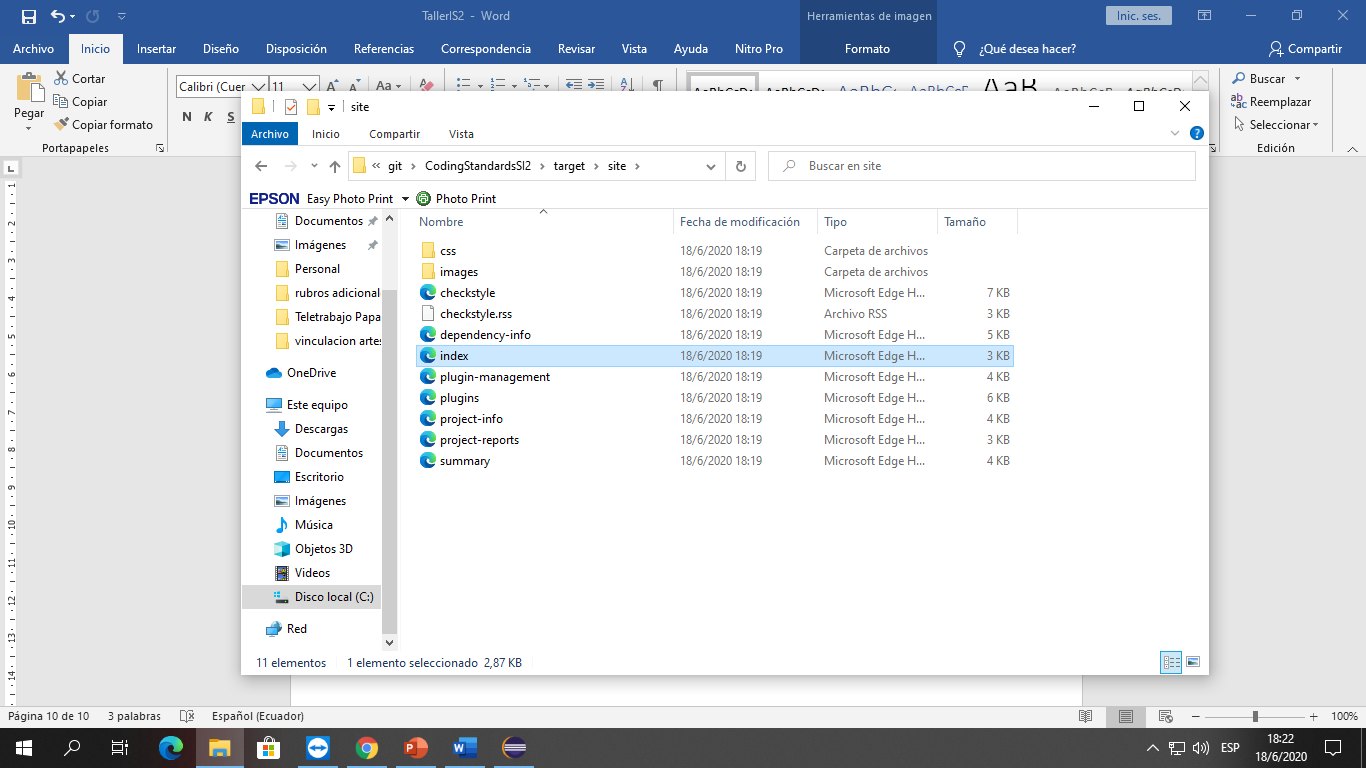 TallerIS2 - Word
Herramientas de imagen
Inic. ses.
Archivo Inicio Insertar Diseño Disposición Referencias Correspondencia Revisar Vista Ayuda Nitro Pro Formato ¿Qué desea hacer? Compartir
Pegar
Cortar
Copiar
Copiar formato
Portapapeles
Calibri (Cuer 11
N K S
Buscar
Reemplazar
Seleccionar
Edición
site
Archivo Inicio Compartir Vista
« git > CodingStandardsSI2 > target > site >
Buscar en site
EPSON Easy Photo Print Photo Print
Documentos
Imágenes
Personal
rubros adicional
Teletrabajo Papa
vinculacion artes
OneDrive
Este equipo
Descargas
Documentos
Escritorio
Imágenes
Música
Objetos 3D
Videos
Disco local (C:)
Red
Nombre Fecha de modificación Tipo Tamaño
css 18/6/2020 18:19 Carpeta de archivos
images 18/6/2020 18:19 Carpeta de archivos
checkstyle 18/6/2020 18:19 Microsoft Edge H... 7 KB
checkstyle.rss 18/6/2020 18:19 Archivo RSS 3 KB
dependency-info 18/6/2020 18:19 Microsoft Edge H... 5 KB
index 18/6/2020 18:19 Microsoft Edge H... 3 KB
plugin-management 18/6/2020 18:19 Microsoft Edge H... 4 KB
plugins 18/6/2020 18:19 Microsoft Edge H... 6 KB
project-info 18/6/2020 18:19 Microsoft Edge H... 4 KB
project-reports 18/6/2020 18:19 Microsoft Edge H... 3 KB
summary 18/6/2020 18:19 Microsoft Edge H... 4 KB
11 elementos 1 elemento seleccionado 2,87 KB
Página 10 de 10 3 palabras Español (Ecuador) 100%
ESP
18:22
18/6/2020